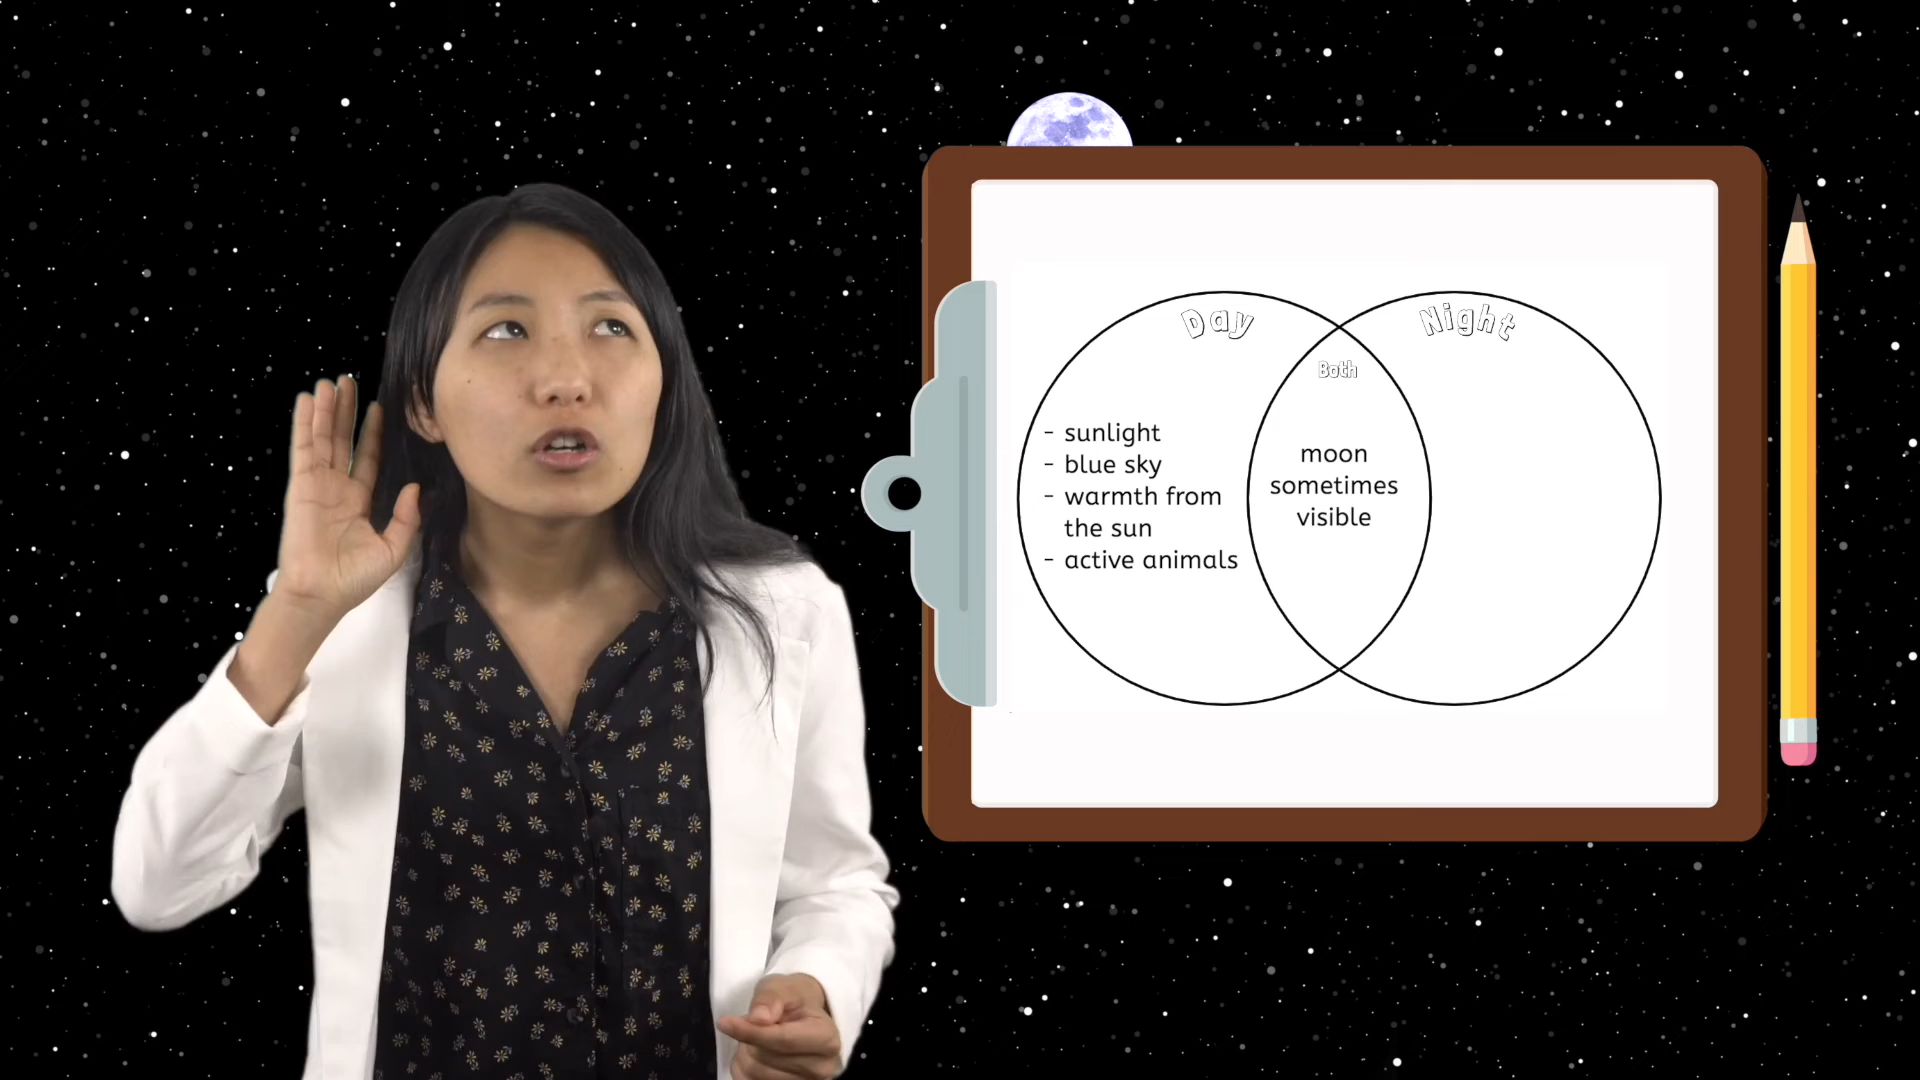 Day
Night
Both
- sunlight
- blue sky
- warmth from
the sun
- active animals
moon
sometimes
visible